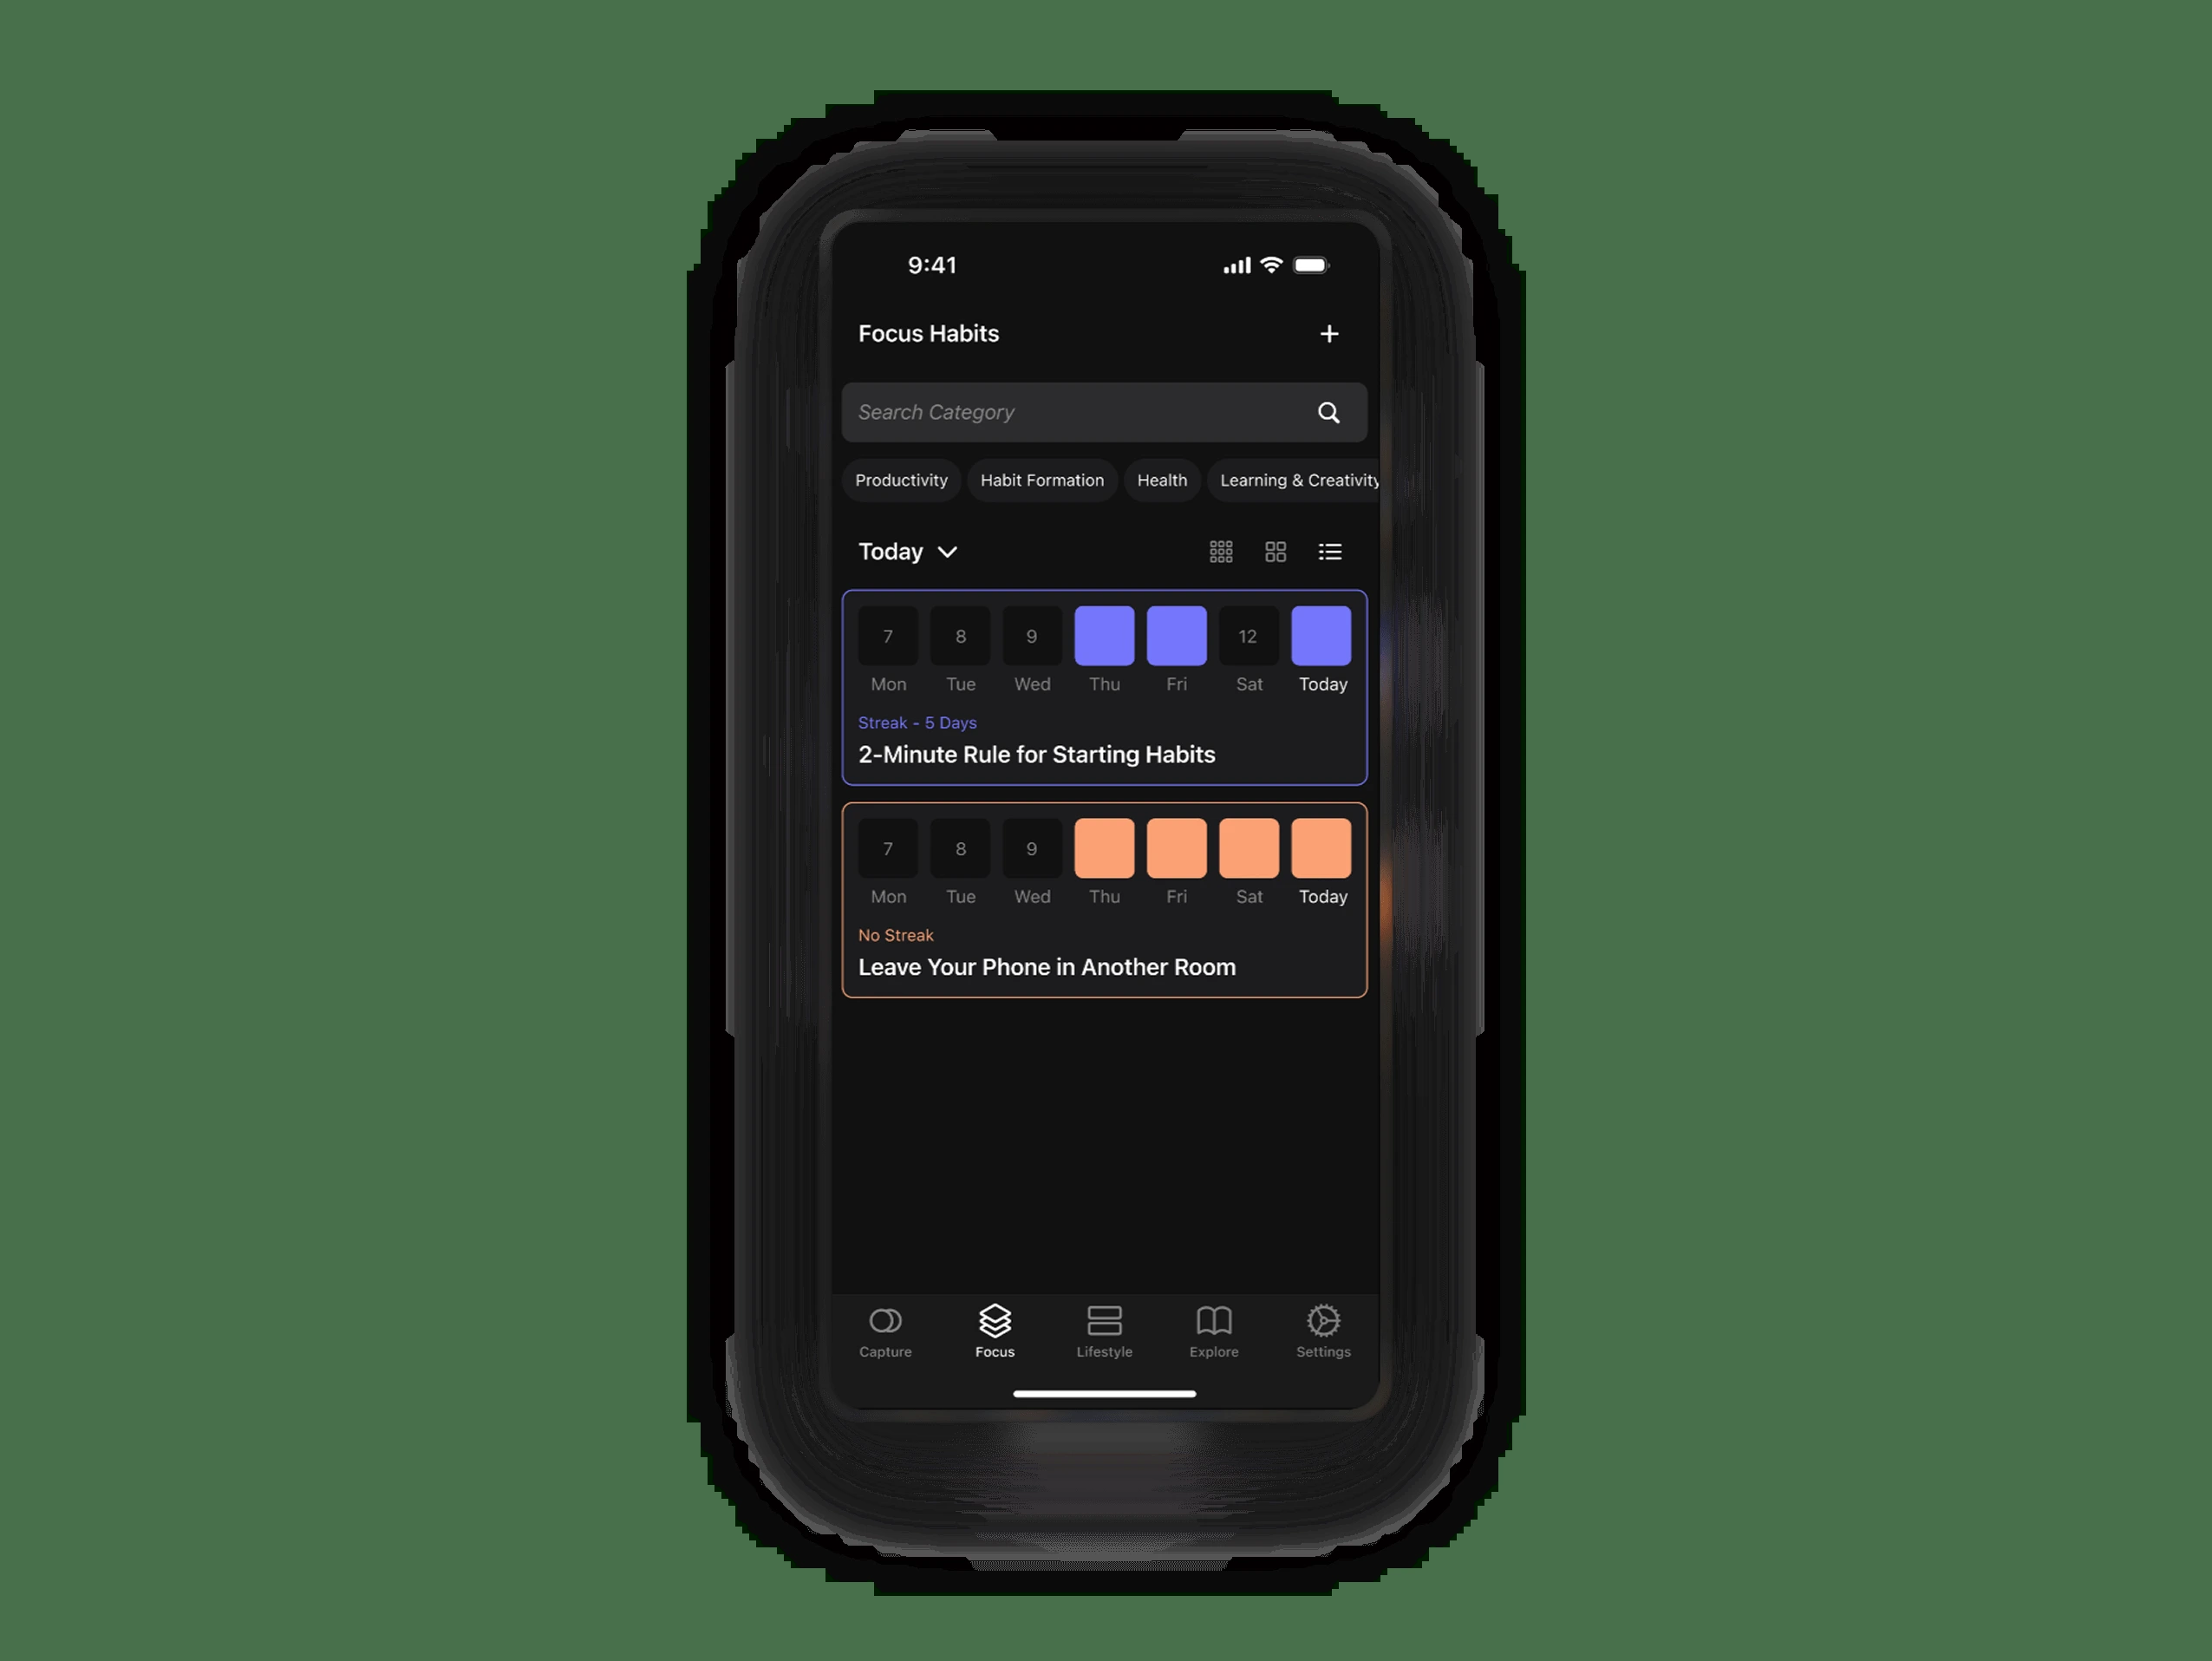 9:41
Focus Habits
Search Category
Productivity Habit Formation Health Learning & Creativity
Today
7 8 9 12
Mon Tue Wed Thu Fri Sat Today
Streak - 5 Days
2-Minute Rule for Starting Habits
7 8 9
Mon Tue Wed Thu Fri Sat Today
No Streak
Leave Your Phone in Another Room
Capture Focus Lifestyle Explore Settings